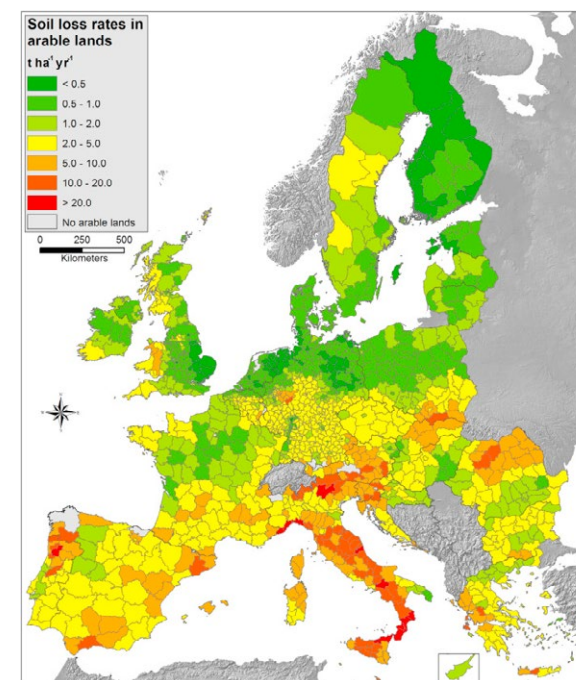 Soil loss rates in
arable lands
t ha⁻¹ yr⁻¹
< 0.5
0.5 - 1.0
1.0 - 2.0
2.0 - 5.0
5.0 - 10.0
10.0 - 20.0
> 20.0
No arable lands
0 250 500
Kilometers